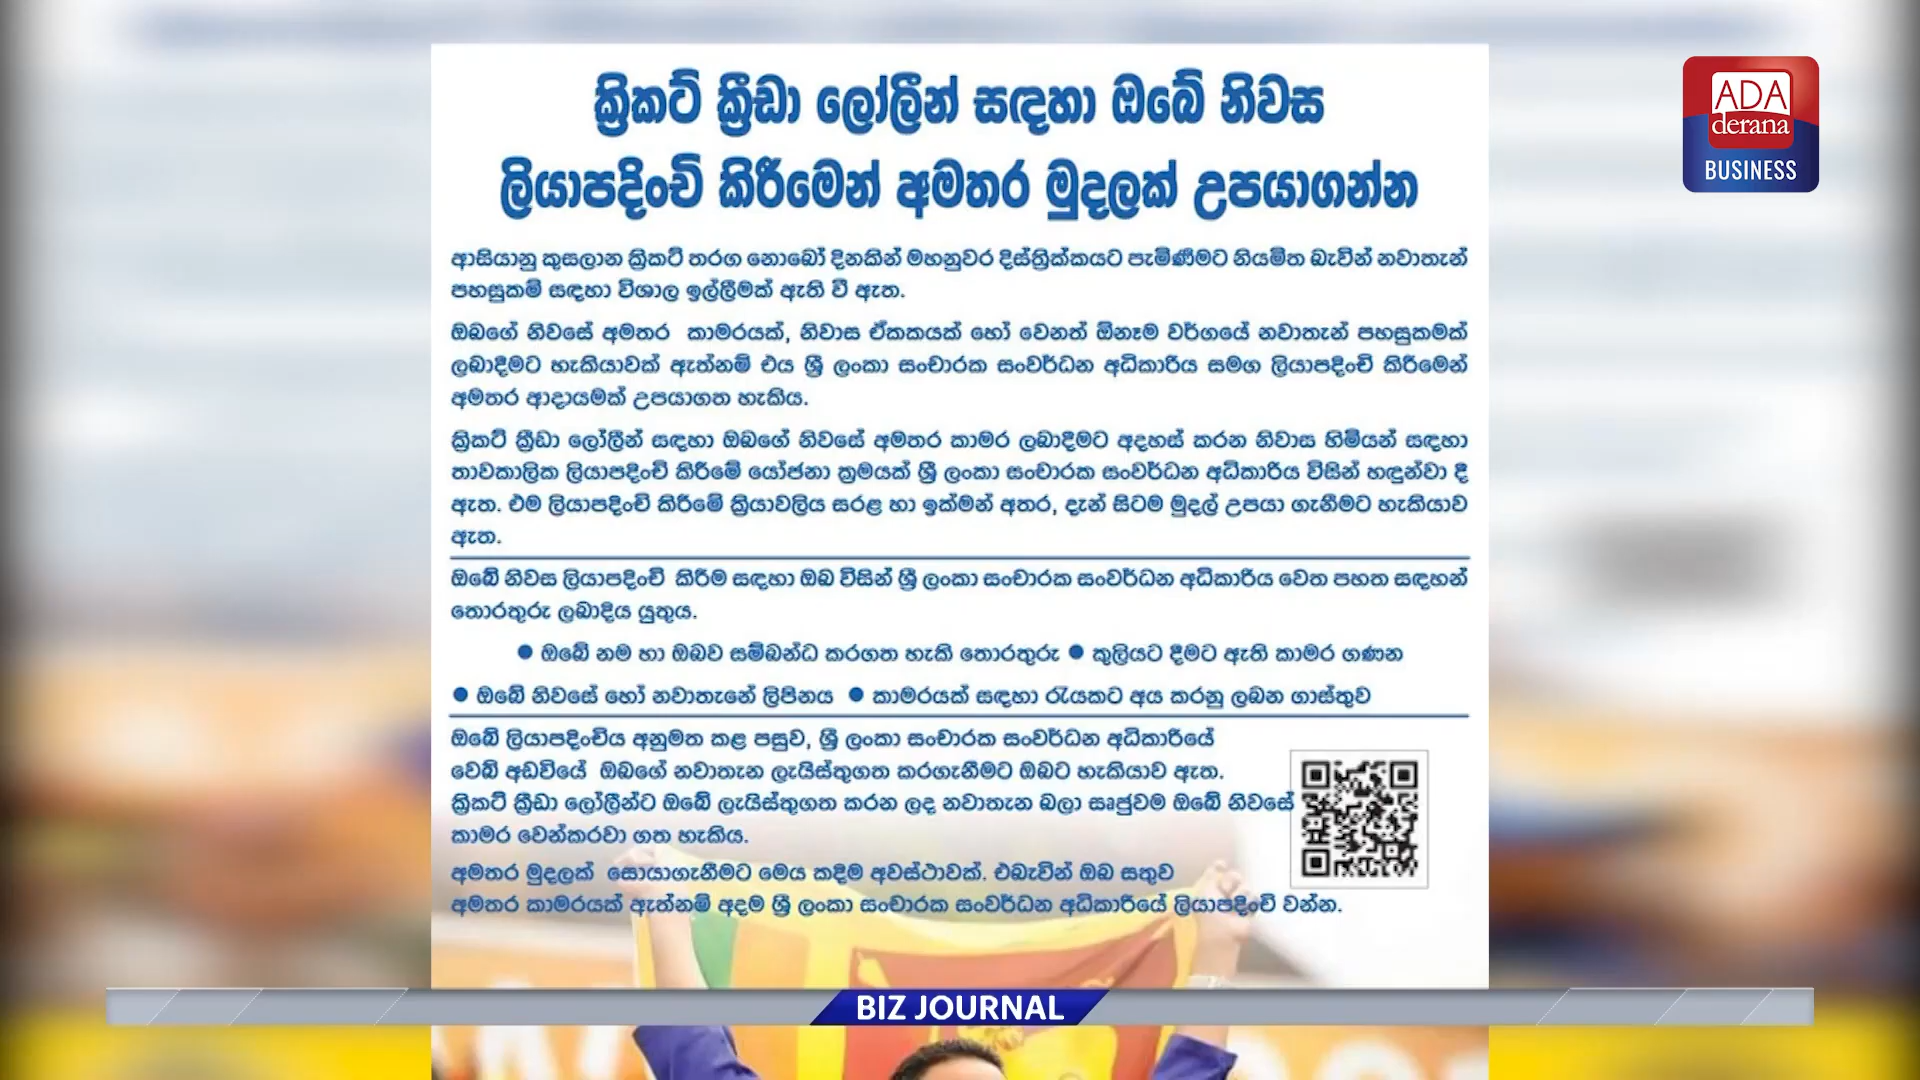 ක්‍රිකට් ක්‍රීඩා ලෝලීන් සඳහා ඔබේ නිවස
ලියාපදිංචි කිරීමෙන් අමතර මුදලක් උපයාගන්න
ADA
derana
BUSINESS
ආසියානු කුසලාන ක්‍රිකට් තරග නොබෝ දිනකින් මහනුවර දිස්ත්‍රික්කයට පැමිණීමට නියමිත බැවින් නවාතැන්
පහසුකම් සඳහා විශාල ඉල්ලීමක් ඇති වී ඇත.
ඔබගේ නිවසේ අමතර කාමරයක්, නිවාස ඒකකයක් හෝ වෙනත් ඕනෑම වර්ගයේ නවාතැන් පහසුකමක්
ලබාදීමට හැකියාවක් ඇත්නම් එය ශ්‍රී ලංකා සංචාරක සංවර්ධන අධිකාරිය සමග ලියාපදිංචි කිරීමෙන්
අමතර ආදායමක් උපයාගත හැකිය.
ක්‍රිකට් ක්‍රීඩා ලෝලීන් සඳහා ඔබගේ නිවසේ අමතර කාමර ලබාදීමට අදහස් කරන නිවාස හිමියන් සඳහා
තාවකාලික ලියාපදිංචි කිරීමේ යෝජනා ක්‍රමයක් ශ්‍රී ලංකා සංචාරක සංවර්ධන අධිකාරිය විසින් හඳුන්වා දී
ඇත. එම ලියාපදිංචි කිරීමේ ක්‍රියාවලිය සරළ හා ඉක්මන් අතර, දැන් සිටම මුදල් උපයා ගැනීමට හැකියාව
ඇත.
ඔබේ නිවස ලියාපදිංචි කිරීම සඳහා ඔබ විසින් ශ්‍රී ලංකා සංචාරක සංවර්ධන අධිකාරිය වෙත පහත සඳහන්
තොරතුරු ලබාදිය යුතුය.
● ඔබේ නම හා ඔබව සම්බන්ධ කරගත හැකි තොරතුරු ● කුලියට දීමට ඇති කාමර ගණන
● ඔබේ නිවසේ හෝ නවාතැනේ ලිපිනය ● කාමරයක් සඳහා රැයකට අය කරනු ලබන ගාස්තුව
ඔබේ ලියාපදිංචිය අනුමත කළ පසුව, ශ්‍රී ලංකා සංචාරක සංවර්ධන අධිකාරියේ
වෙබ් අඩවියේ ඔබගේ නවාතැන ලැයිස්තුගත කරගැනීමට ඔබට හැකියාව ඇත.
ක්‍රිකට් ක්‍රීඩා ලෝලීන්ට ඔබේ ලැයිස්තුගත කරන ලද නවාතැන බලා සෘජුවම ඔබේ නිවසේ
කාමර වෙන්කරවා ගත හැකිය.
අමතර මුදලක් සොයාගැනීමට මෙය කදිම අවස්ථාවක්. එබැවින් ඔබ සතුව
අමතර කාමරයක් ඇත්නම් අදම ශ්‍රී ලංකා සංචාරක සංවර්ධන අධිකාරියේ ලියාපදිංචි වන්න.
BIZ JOURNAL